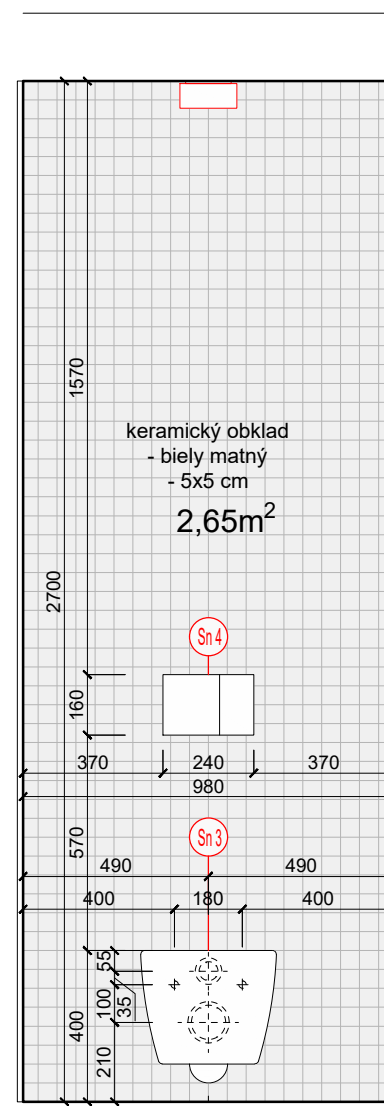 1570
keramický obklad
- biely matný
- 5x5 cm
2,65m²
2700
Sn 4
160
370 240 370
980
570
Sn 3
490 490
400 180 400
55
100
35
400
210